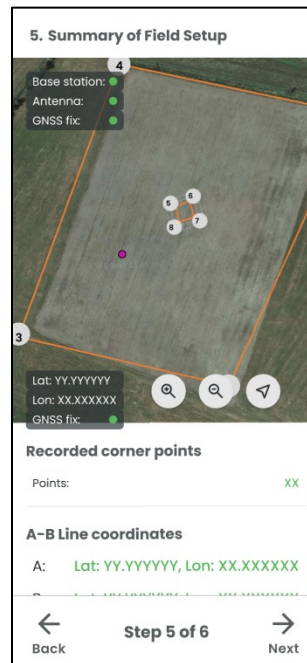 5. Summary of Field Setup
4
Base station:
Antenna:
GNSS fix:
6
5
7
8
3
Lat: YY.YYYYYY
Lon: XX.XXXXXX
GNSS fix:
Recorded corner points
Points: XX
A-B Line coordinates
A: Lat: YY.YYYYYY, Lon: XX.XXXXXX
Back
Step 5 of 6
Next